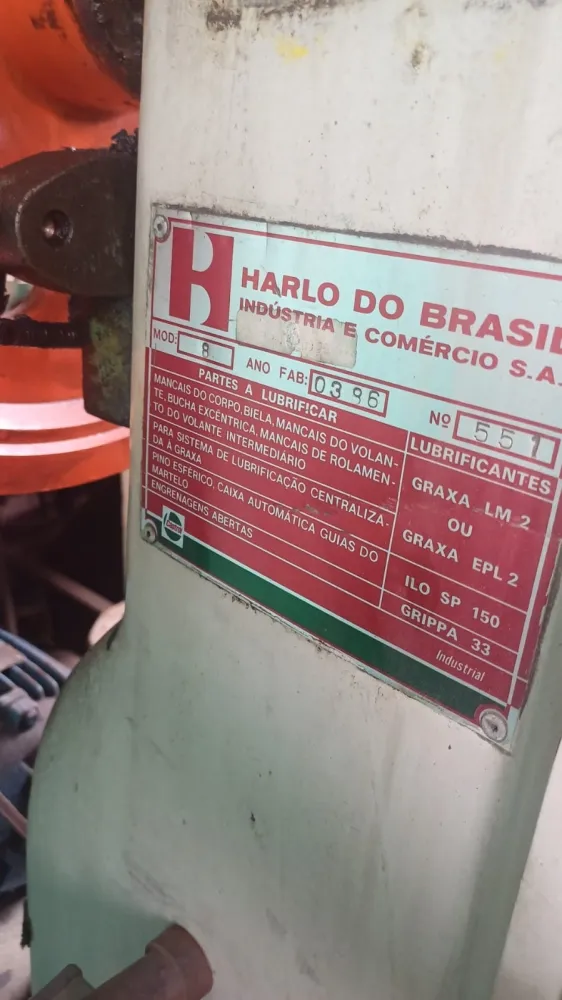 HARLO DO BRASIL
INDÚSTRIA E COMÉRCIO S.A.
MOD: 8 ANO FAB: 0386 Nº 551
PARTES A LUBRIFICAR
LUBRIFICANTES
MANCAIS DO CORPO, BIELA, MANCAIS DO VOLAN-
TE, BUCHA EXCÊNTRICA, MANCAIS DE ROLAMEN-
TO DO VOLANTE INTERMEDIÁRIO
PARA SISTEMA DE LUBRIFICAÇÃO CENTRALIZA-
DA À GRAXA
GRAXA LM 2
OU
GRAXA EPL 2
PINO ESFÉRICO, CAIXA AUTOMÁTICA GUIAS DO
MARTELO
ILO SP 150
ENGRENAGENS ABERTAS
GRIPPA 33
Castrol
Industrial